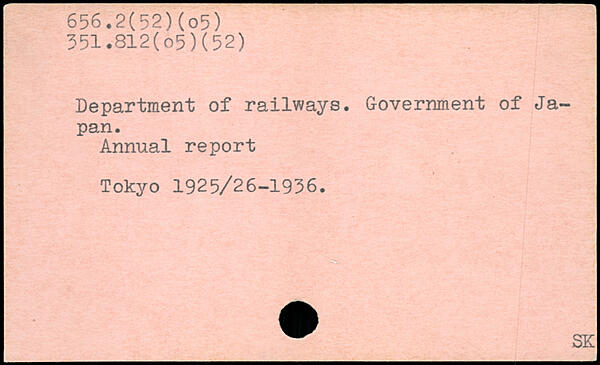 656.2(52)(o5)
351.812(o5)(52)
Department of railways. Government of Ja-
pan.
Annual report
Tokyo 1925/26-1936.
SK